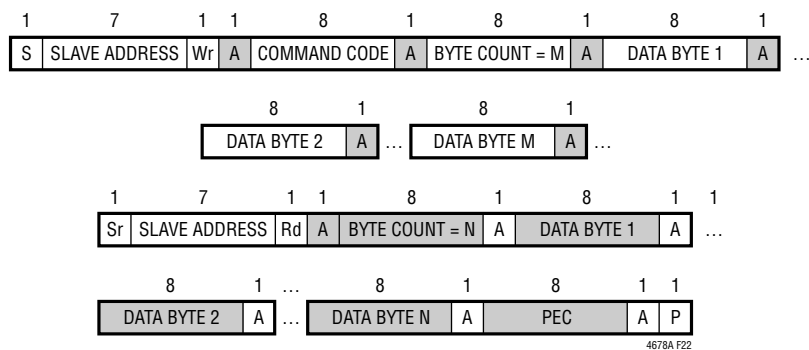 1 7 1 1 8 1 8 1 8 1
S SLAVE ADDRESS Wr A COMMAND CODE A BYTE COUNT = M A DATA BYTE 1 A …
8 1 8 1
DATA BYTE 2 A … DATA BYTE M A …
1 7 1 1 8 1 8 1 1
Sr SLAVE ADDRESS Rd A BYTE COUNT = N A DATA BYTE 1 A …
8 1 … 8 1 8 1 1
DATA BYTE 2 A … DATA BYTE N A PEC A P
4678A F22